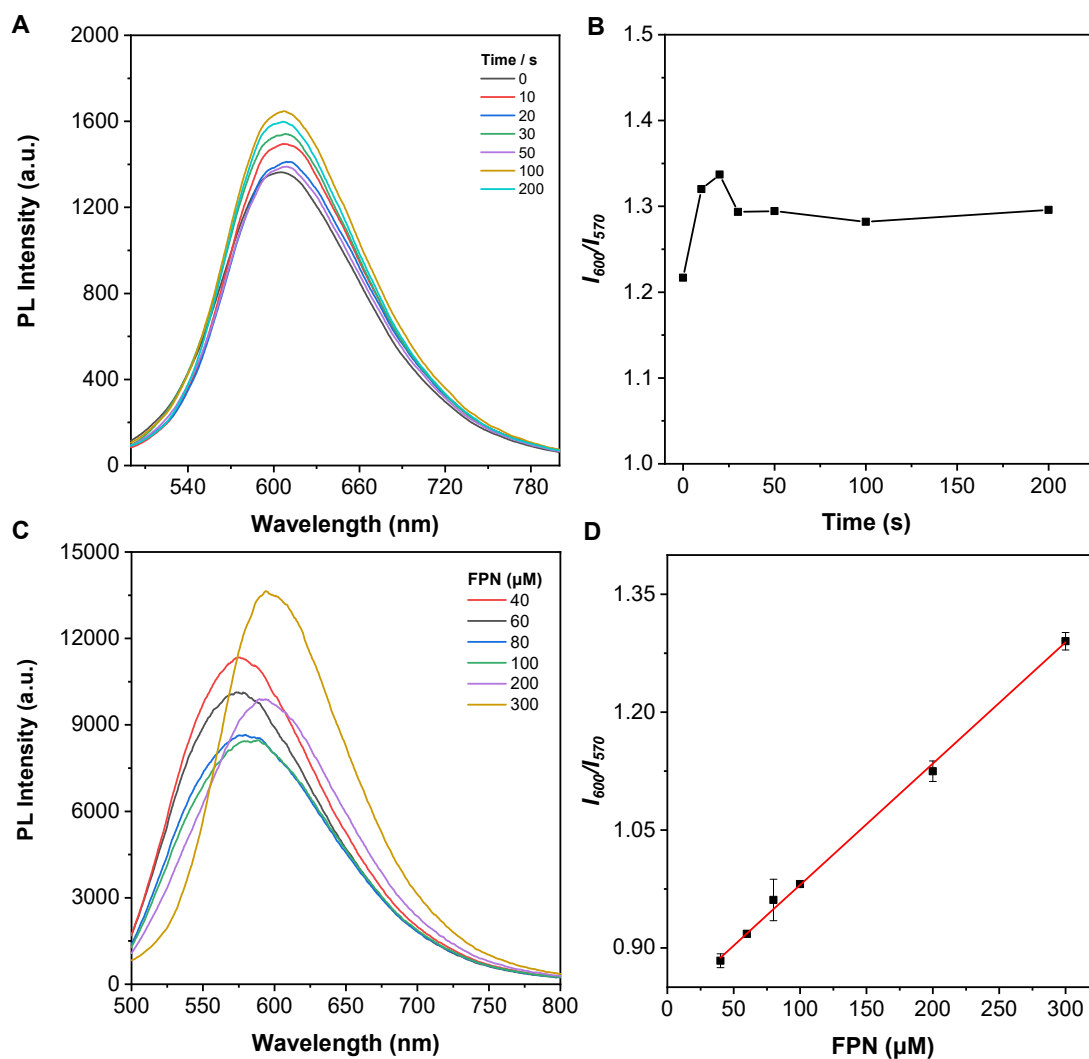 A
2000
1600
1200
800
400
0
PL Intensity (a.u.)
540 600 660 720 780
Wavelength (nm)
Time / s
0
10
20
30
50
100
200
B
1.5
1.4
1.3
1.2
1.1
1.0
I600/I570
0 50 100 150 200
Time (s)
C
15000
12000
9000
6000
3000
0
PL Intensity (a.u.)
500 550 600 650 700 750 800
Wavelength (nm)
FPN (µM)
40
60
80
100
200
300
D
1.35
1.20
1.05
0.90
I600/I570
0 50 100 150 200 250 300
FPN (µM)